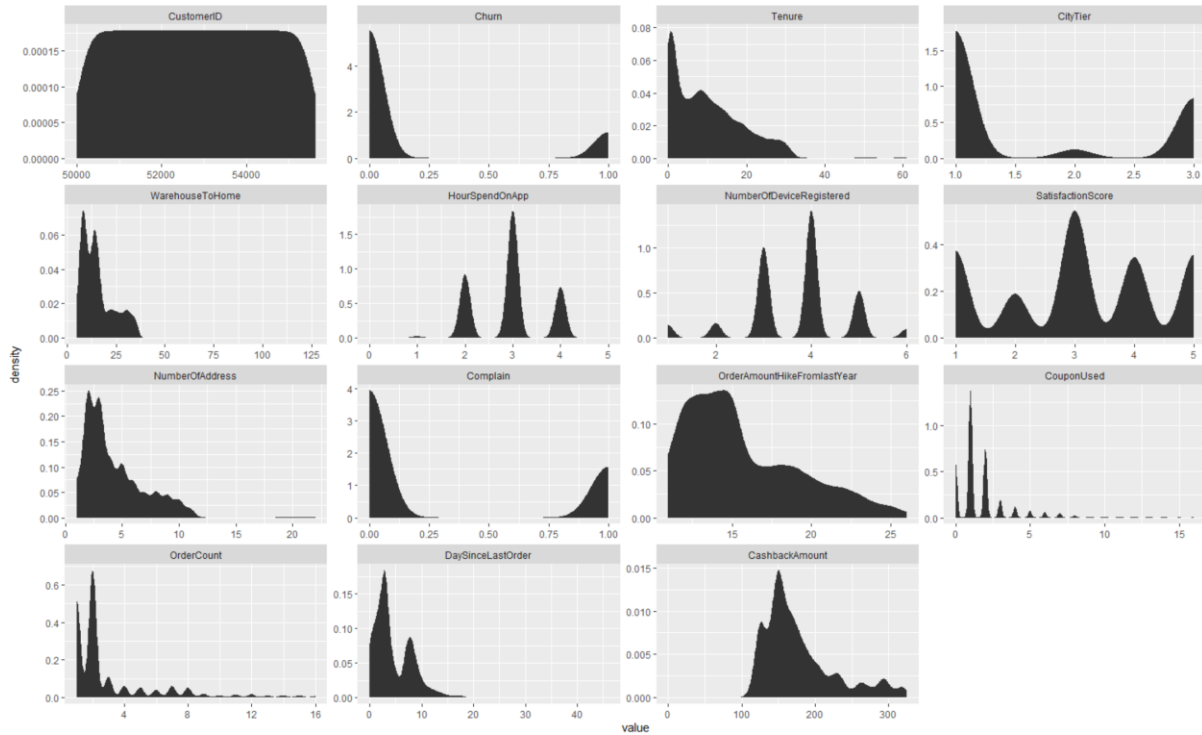 CustomerID
Churn
Tenure
CityTier
0.00015
0.00010
0.00005
0.00000
50000 52000 54000
4
2
0
0.00 0.25 0.50 0.75 1.00
0.08
0.06
0.04
0.02
0.00
0 20 40 60
1.5
1.0
0.5
0.0
1.0 1.5 2.0 2.5 3.0
WarehouseToHome
HourSpendOnApp
NumberOfDeviceRegistered
SatisfactionScore
0.06
0.04
0.02
0.00
0 25 50 75 100 125
1.5
1.0
0.5
0.0
0 1 2 3 4 5
1.0
0.5
0.0
2 4 6
0.4
0.2
0.0
1 2 3 4 5
density
NumberOfAddress
Complain
OrderAmountHikeFromlastYear
CouponUsed
0.25
0.20
0.15
0.10
0.05
0.00
0 5 10 15 20
4
3
2
1
0
0.00 0.25 0.50 0.75 1.00
0.10
0.05
0.00
15 20 25
1.0
0.5
0.0
0 5 10 15
OrderCount
DaySinceLastOrder
CashbackAmount
0.6
0.4
0.2
0.0
4 8 12 16
0.15
0.10
0.05
0.00
0 10 20 30 40
0.015
0.010
0.005
0.000
0 100 200 300
value